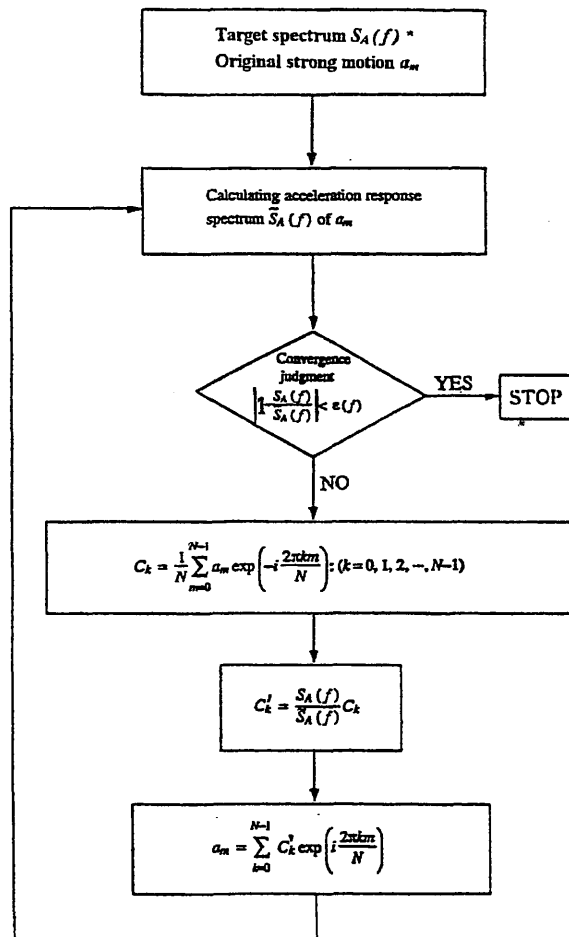 Target spectrum S_A(f) *
Original strong motion a_m
Calculating acceleration response
spectrum S̃_A(f) of a_m
Convergence
judgment
|1-S_A(f)/S̃_A(f)| < ε(f)
YES
STOP
NO
C_k = 1/N ∑_{m=0}^{N-1} a_m exp(-i 2πkm/N); (k=0, 1, 2, ⋯, N-1)
C'_k = S_A(f)/S̃_A(f) C_k
a_m = ∑_{k=0}^{N-1} C'_k exp(i 2πkm/N)